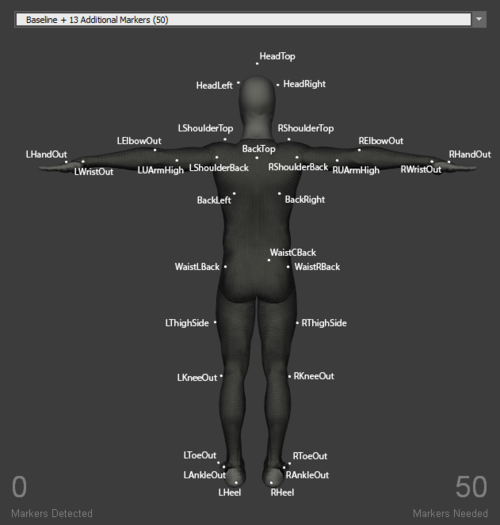 Baseline + 13 Additional Markers (50)
HeadTop
HeadLeft
HeadRight
LShoulderTop
RShoulderTop
LElbowOut
RElbowOut
BackTop
LHandOut
RHandOut
LWristOut
LUArmHigh
LShoulderBack
RShoulderBack
RUArmHigh
RWristOut
BackLeft
BackRight
WaistCBack
WaistLBack
WaistRBack
LThighSide
RThighSide
LKneeOut
RKneeOut
LToeOut
RToeOut
LAnkleOut
RAnkleOut
LHeel
RHeel
0
50
Markers Detected
Markers Needed